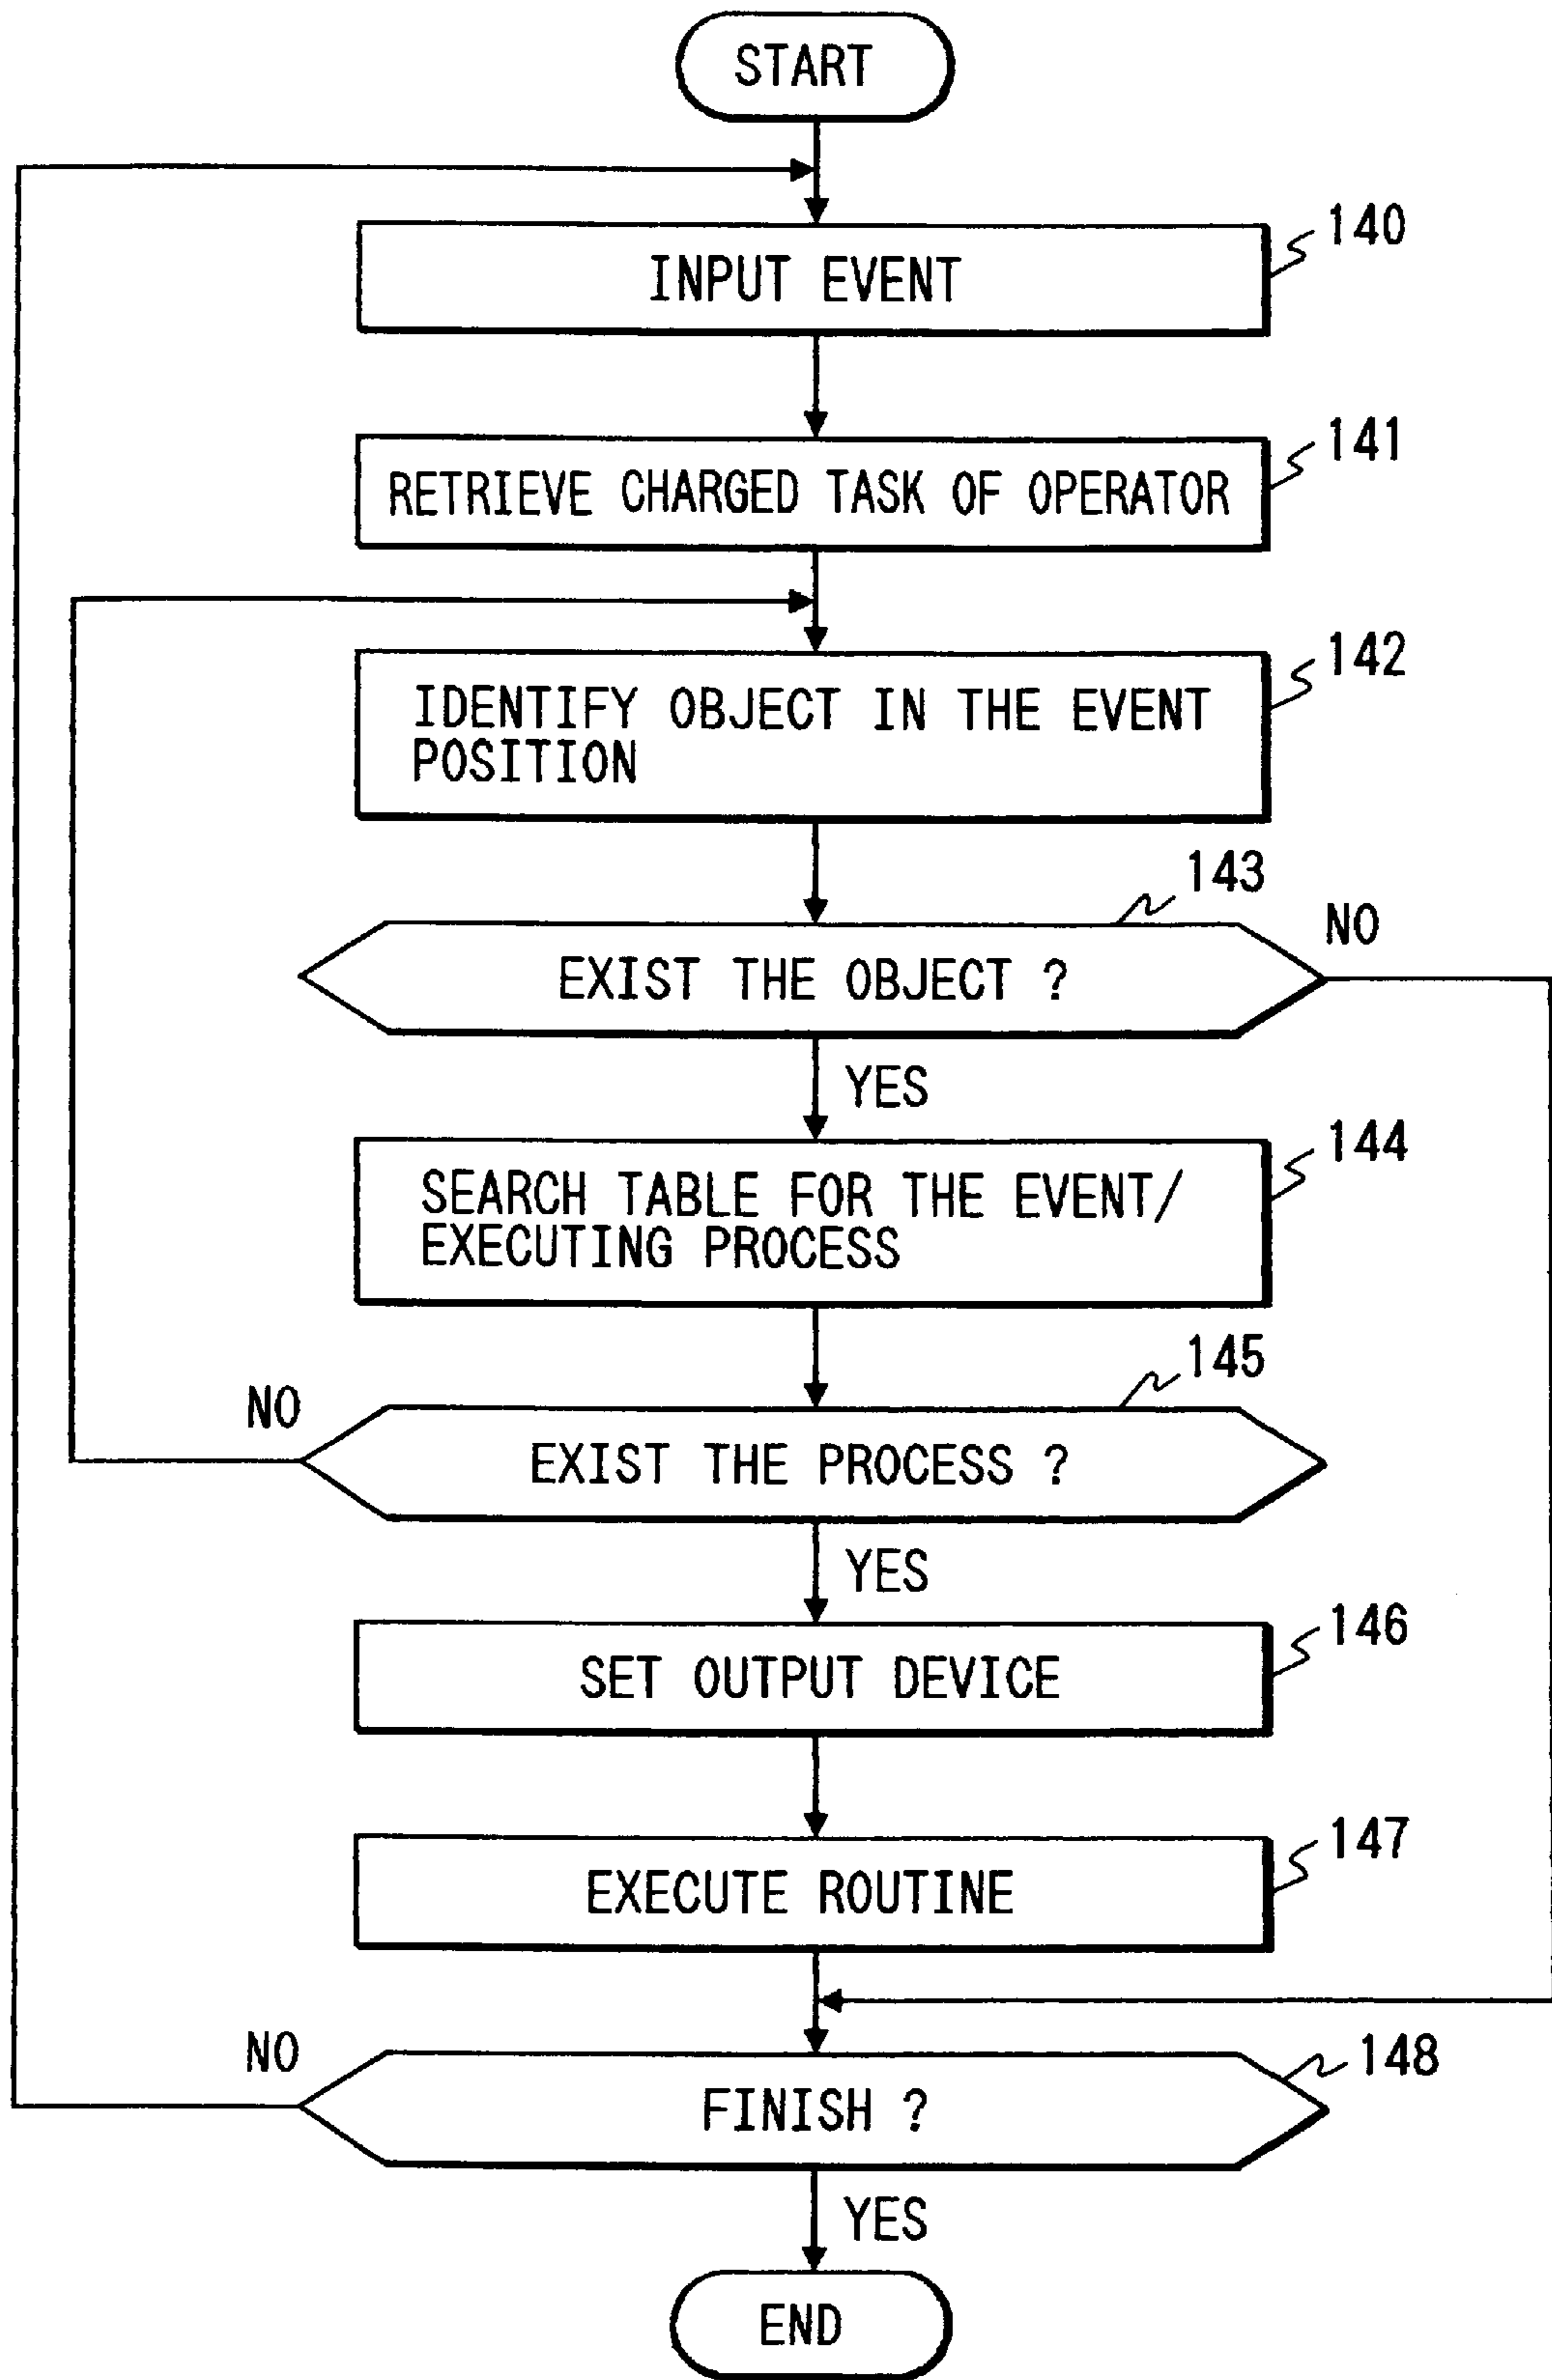 START
140
INPUT EVENT
141
RETRIEVE CHARGED TASK OF OPERATOR
142
IDENTIFY OBJECT IN THE EVENT
POSITION
143
NO
EXIST THE OBJECT ?
YES
144
SEARCH TABLE FOR THE EVENT/
EXECUTING PROCESS
145
NO
EXIST THE PROCESS ?
YES
146
SET OUTPUT DEVICE
147
EXECUTE ROUTINE
NO
148
FINISH ?
YES
END